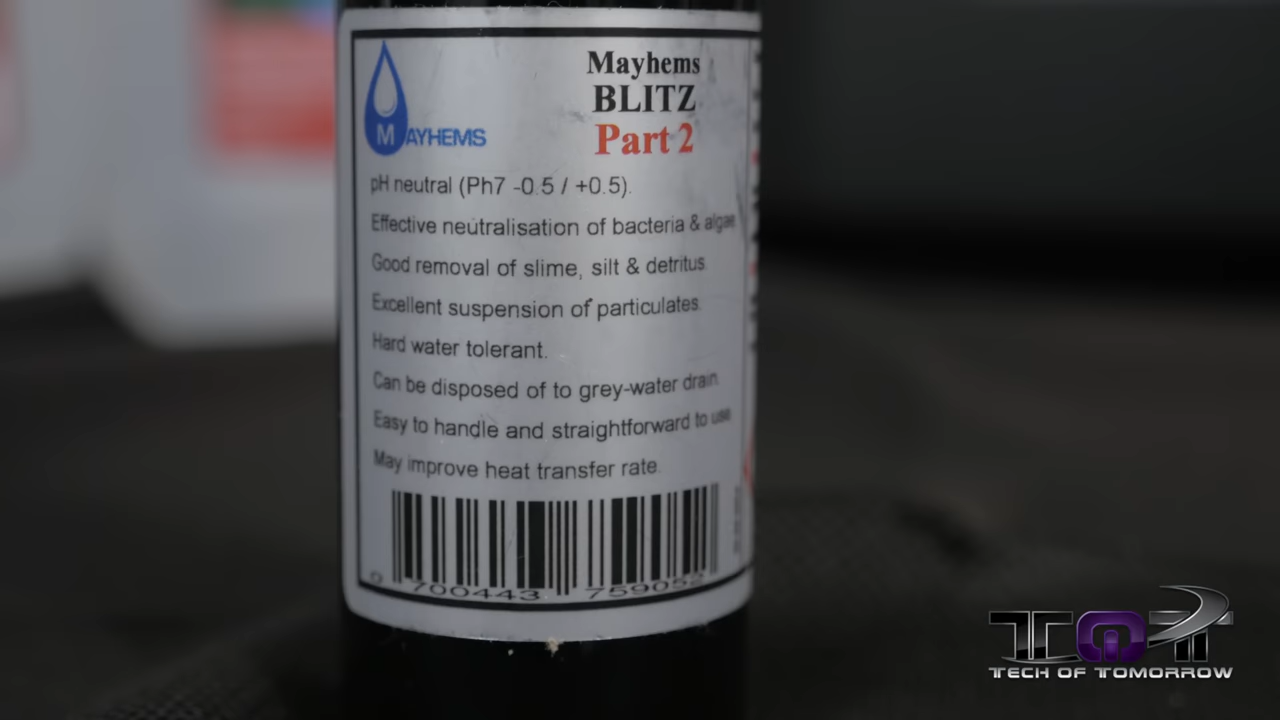 MAYHEMS
Mayhems
BLITZ
Part 2
pH neutral (Ph7 -0.5 / +0.5).
Effective neutralisation of bacteria & algae
Good removal of slime, silt & detritus.
Excellent suspension of particulates.
Hard water tolerant.
Can be disposed of to grey-water drain.
Easy to handle and straightforward to use.
May improve heat transfer rate.
0 700443 759052
TOT
TECH OF TOMORROW